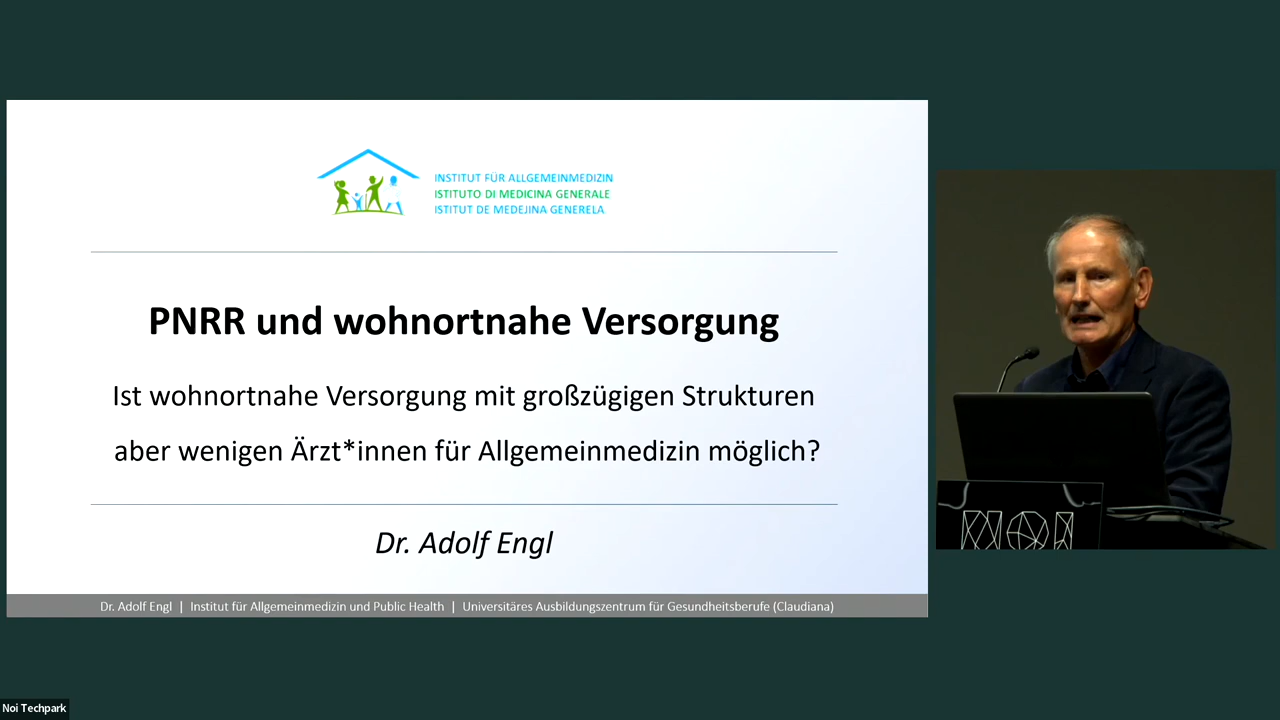 INSTITUT FÜR ALLGEMEINMEDIZIN
ISTITUTO DI MEDICINA GENERALE
ISTITUT DE MEDEJINA GENERELA
PNRR und wohnortnahe Versorgung
Ist wohnortnahe Versorgung mit großzügigen Strukturen
aber wenigen Ärzt*innen für Allgemeinmedizin möglich?
Dr. Adolf Engl
Dr. Adolf Engl | Institut für Allgemeinmedizin und Public Health | Universitäres Ausbildungszentrum für Gesundheitsberufe (Claudiana)
NOI
Noi Techpark